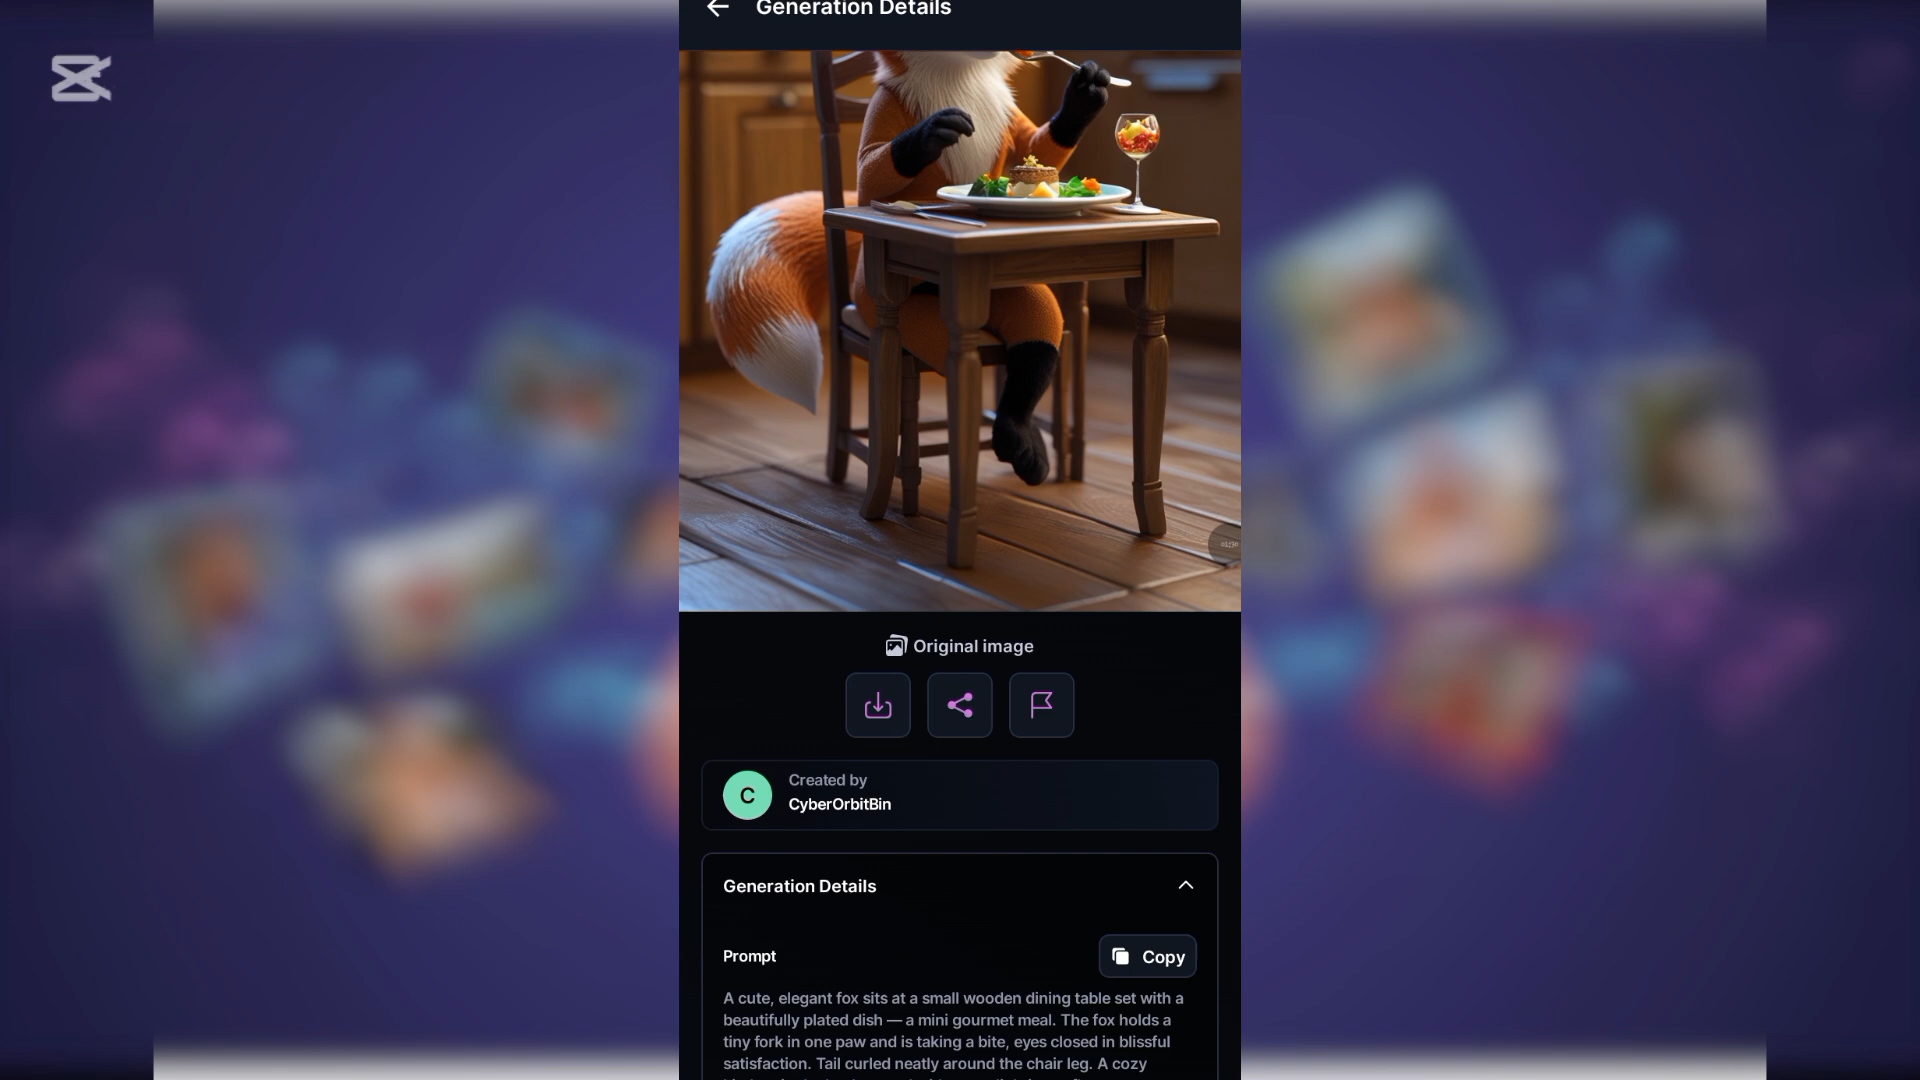 Generation Details
Original image
C
Created by
CyberOrbitBin
Generation Details
Prompt
Copy
A cute, elegant fox sits at a small wooden dining table set with a
beautifully plated dish — a mini gourmet meal. The fox holds a
tiny fork in one paw and is taking a bite, eyes closed in blissful
satisfaction. Tail curled neatly around the chair leg. A cozy